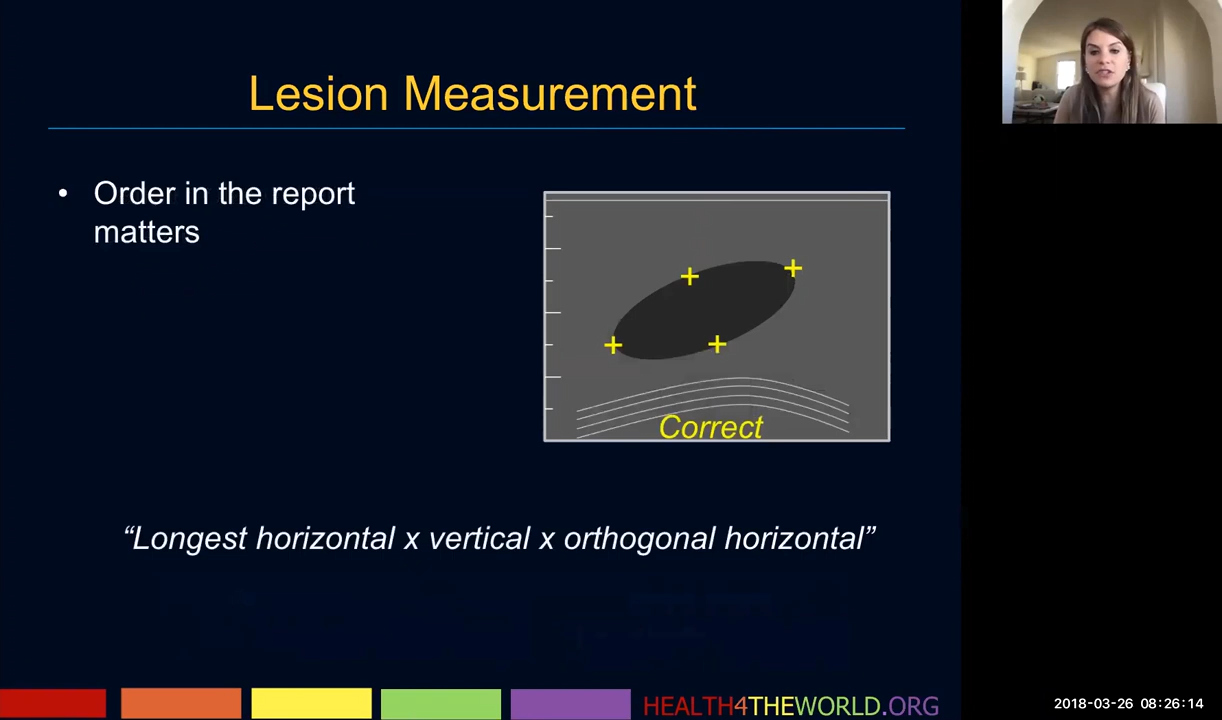 Lesion Measurement
• Order in the report
matters
Correct
“Longest horizontal x vertical x orthogonal horizontal”
HEALTH4THEWORLD.ORG
2018-03-26 08:26:14